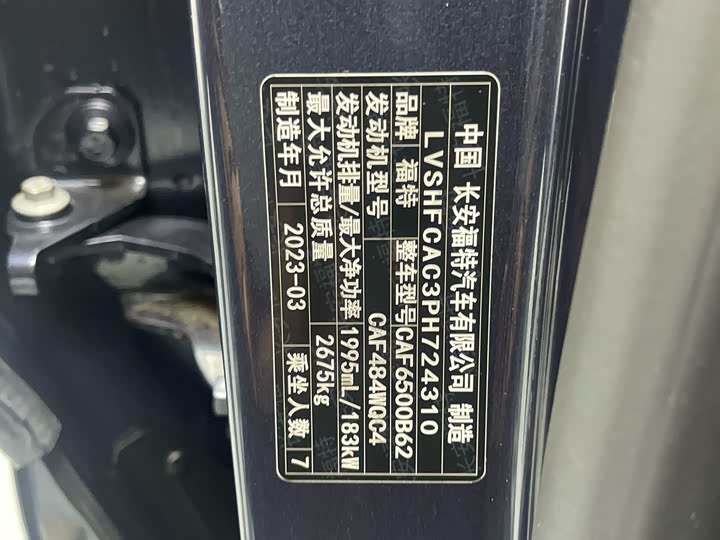 中国 长安福特汽车有限公司 制造
LVSHFCAC3PH724310
品牌 福特 整车型号 CAF6500B62
发动机型号 CAF484WQC4
发动机排量/最大净功率 1995mL/183kW
最大允许总质量 2675kg
制造年月 2023-03 乘坐人数 7